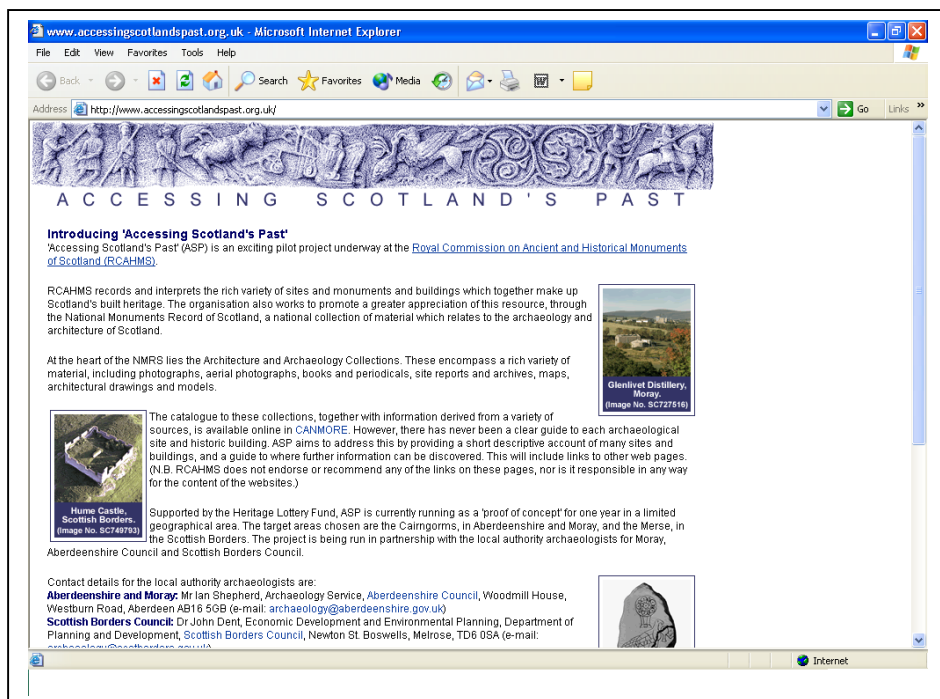 www.accessingscotlandspast.org.uk - Microsoft Internet Explorer
File Edit View Favorites Tools Help
Back Search Favorites Media
Address http://www.accessingscotlandspast.org.uk/ Go Links »
ACCESSING SCOTLAND'S PAST
Introducing 'Accessing Scotland's Past'
'Accessing Scotland's Past' (ASP) is an exciting pilot project underway at the Royal Commission on Ancient and Historical Monuments
of Scotland (RCAHMS).
RCAHMS records and interprets the rich variety of sites and monuments and buildings which together make up
Scotland's built heritage. The organisation also works to promote a greater appreciation of this resource, through
the National Monuments Record of Scotland, a national collection of material which relates to the archaeology and
architecture of Scotland.
At the heart of the NMRS lies the Architecture and Archaeology Collections. These encompass a rich variety of
material, including photographs, aerial photographs, books and periodicals, site reports and archives, maps,
architectural drawings and models.
Glenlivet Distillery,
Moray.
(Image No. SC727516)
The catalogue to these collections, together with information derived from a variety of
sources, is available online in CANMORE. However, there has never been a clear guide to each archaeological
site and historic building. ASP aims to address this by providing a short descriptive account of many sites and
buildings, and a guide to where further information can be discovered. This will include links to other web pages.
(N.B. RCAHMS does not endorse or recommend any of the links on these pages, nor is it responsible in any way
for the content of the websites.)
Hume Castle,
Scottish Borders.
(Image No. SC749793)
Supported by the Heritage Lottery Fund, ASP is currently running as a 'proof of concept' for one year in a limited
geographical area. The target areas chosen are the Cairngorms, in Aberdeenshire and Moray, and the Merse, in
the Scottish Borders. The project is being run in partnership with the local authority archaeologists for Moray,
Aberdeenshire Council and Scottish Borders Council.
Contact details for the local authority archaeologists are:
Aberdeenshire and Moray: Mr Ian Shepherd, Archaeology Service, Aberdeenshire Council, Woodmill House,
Westburn Road, Aberdeen AB16 5GB (e-mail: archaeology@aberdeenshire.gov.uk)
Scottish Borders Council: Dr John Dent, Economic Development and Environmental Planning, Department of
Planning and Development, Scottish Borders Council, Newton St. Boswells, Melrose, TD6 0SA (e-mail:
Internet